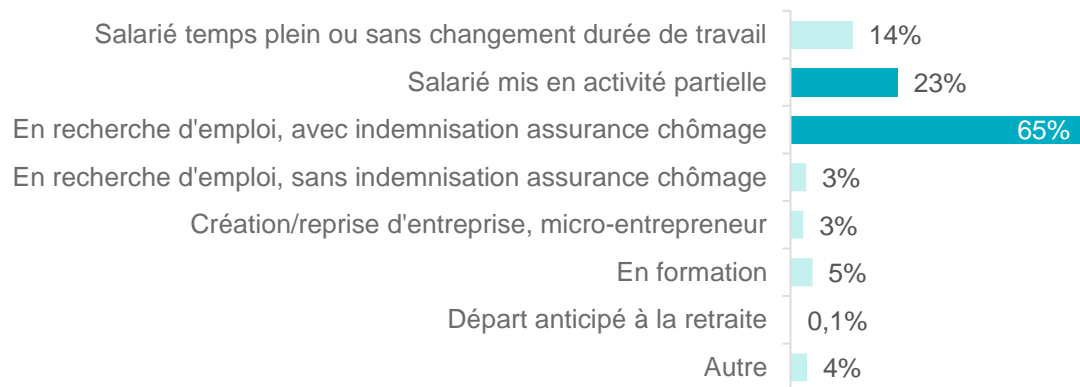 Salarié temps plein ou sans changement durée de travail 14%
Salarié mis en activité partielle 23%
En recherche d'emploi, avec indemnisation assurance chômage 65%
En recherche d'emploi, sans indemnisation assurance chômage 3%
Création/reprise d'entreprise, micro-entrepreneur 3%
En formation 5%
Départ anticipé à la retraite 0,1%
Autre 4%